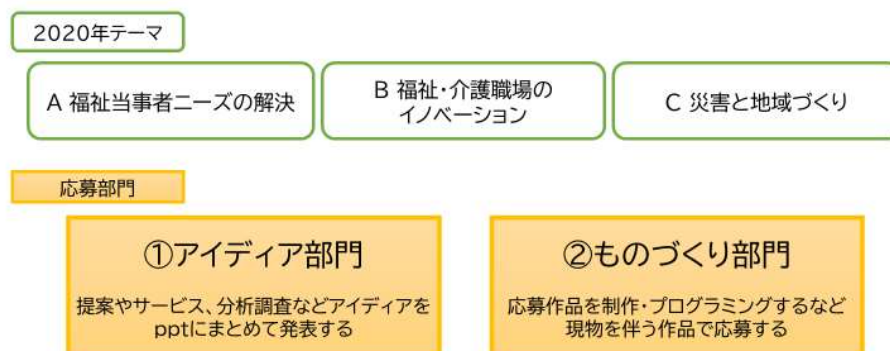 2020年テーマ
A 福祉当事者ニーズの解決
B 福祉・介護職場の
イノベーション
C 災害と地域づくり
応募部門
①アイディア部門
提案やサービス、分析調査などアイディアを
pptにまとめて発表する
②ものづくり部門
応募作品を制作・プログラミングするなど
現物を伴う作品で応募する